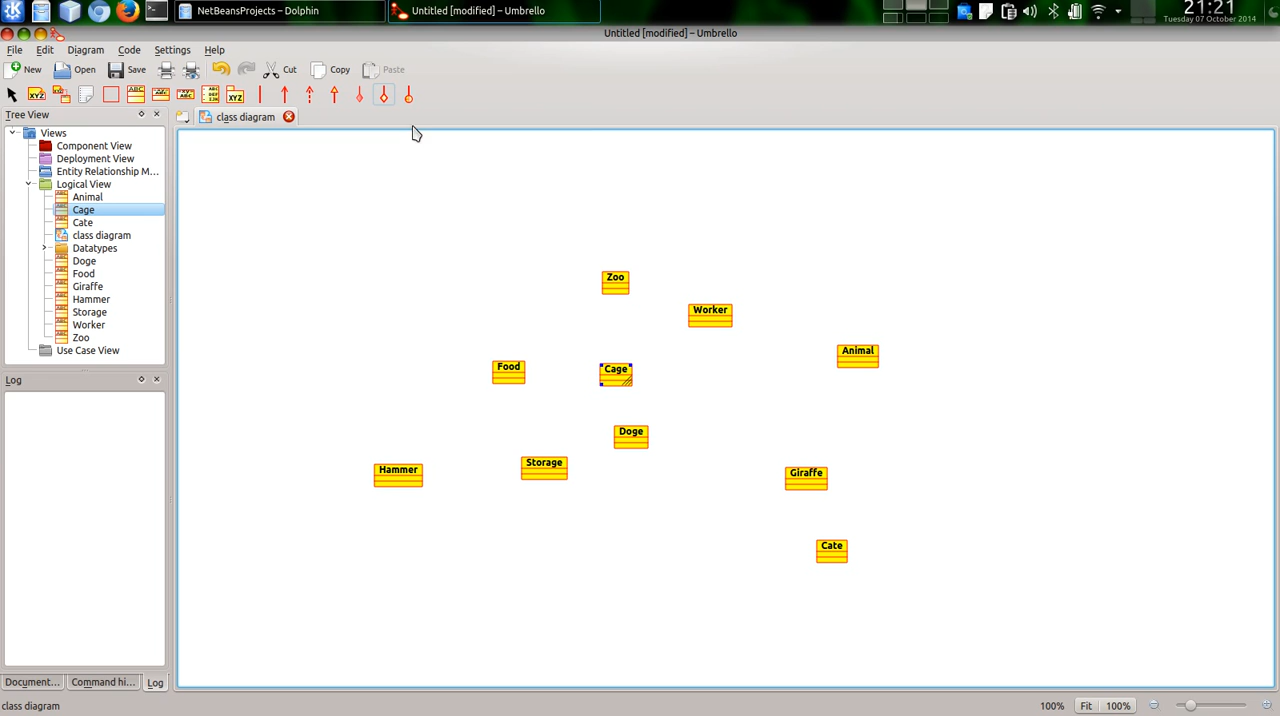 NetBeansProjects – Dolphin
Untitled [modified] – Umbrello
21:21
Tuesday 07 October 2014
Untitled [modified] – Umbrello
File Edit Diagram Code Settings Help
New Open Save Cut Copy Paste
Tree View
class diagram
Views
Component View
Deployment View
Entity Relationship M...
Logical View
Animal
Cage
Cate
class diagram
Datatypes
Doge
Food
Giraffe
Hammer
Storage
Worker
Zoo
Use Case View
Log
Zoo
Worker
Animal
Food
Cage
Doge
Storage
Hammer
Giraffe
Cate
Document... Command hi... Log
class diagram
100% Fit 100%